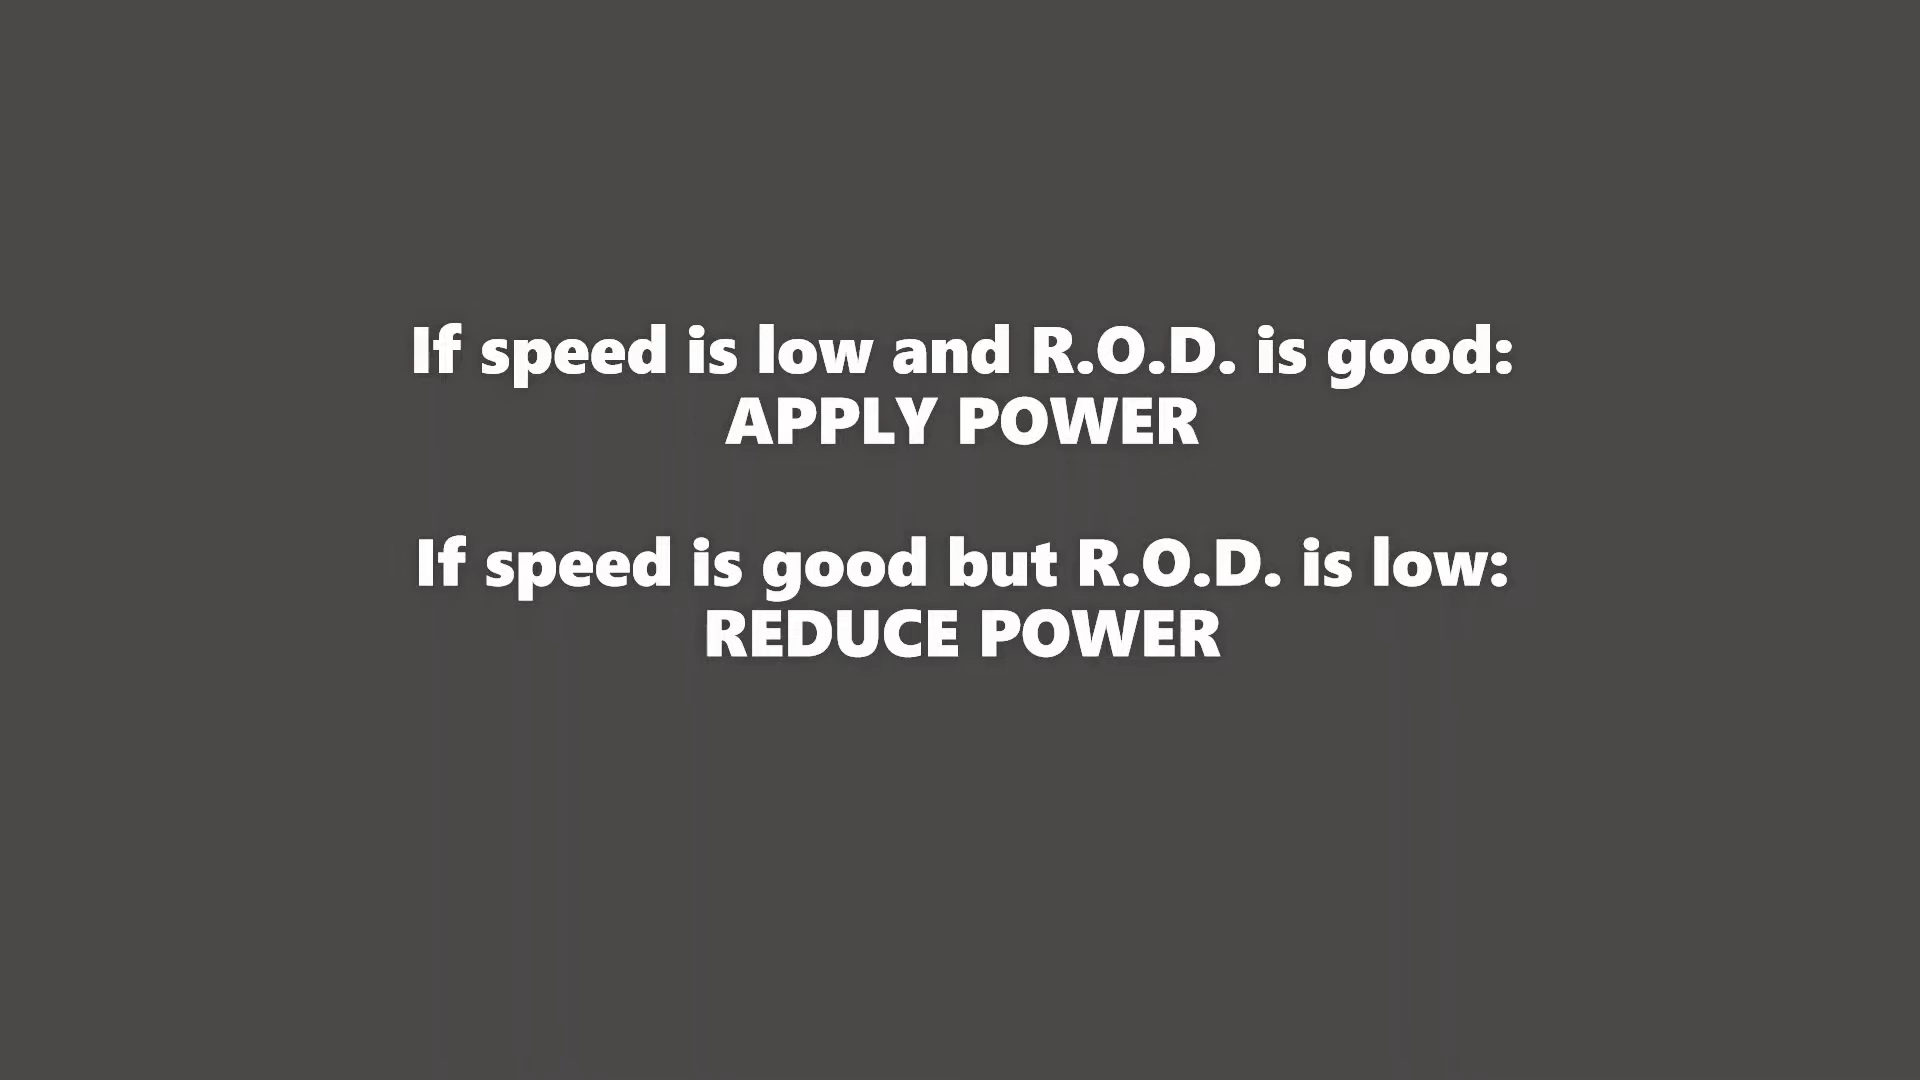 If speed is low and R.O.D. is good:
APPLY POWER
If speed is good but R.O.D. is low:
REDUCE POWER